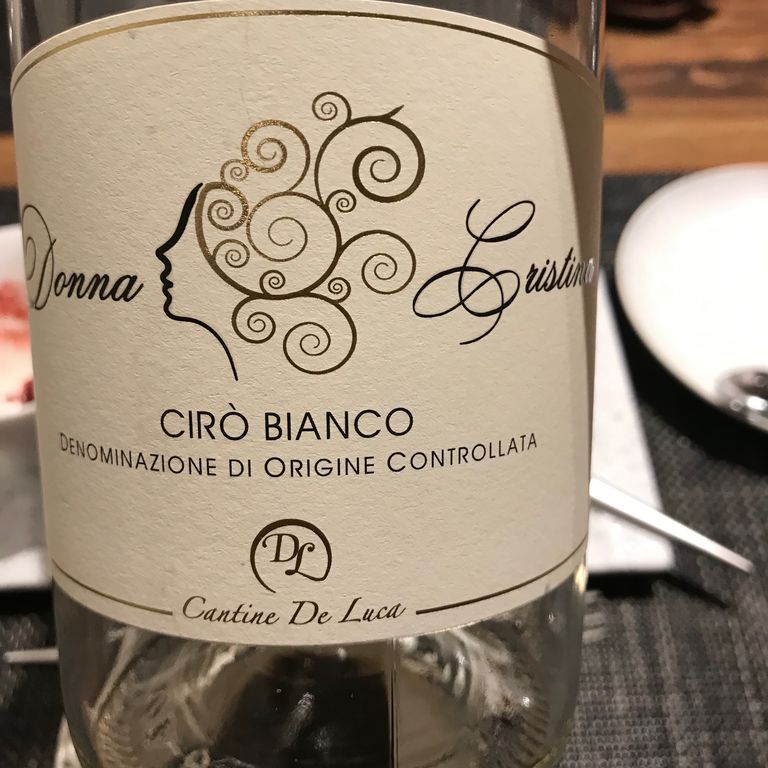 Donna Cristina
CIRÒ BIANCO
DENOMINAZIONE DI ORIGINE CONTROLLATA
DL
Cantine De Luca